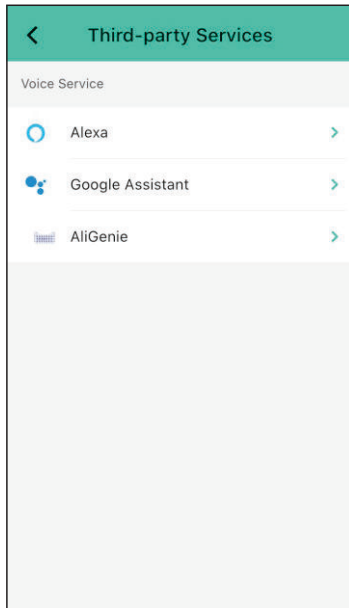 Third-party Services
Voice Service
Alexa
Google Assistant
AliGenie